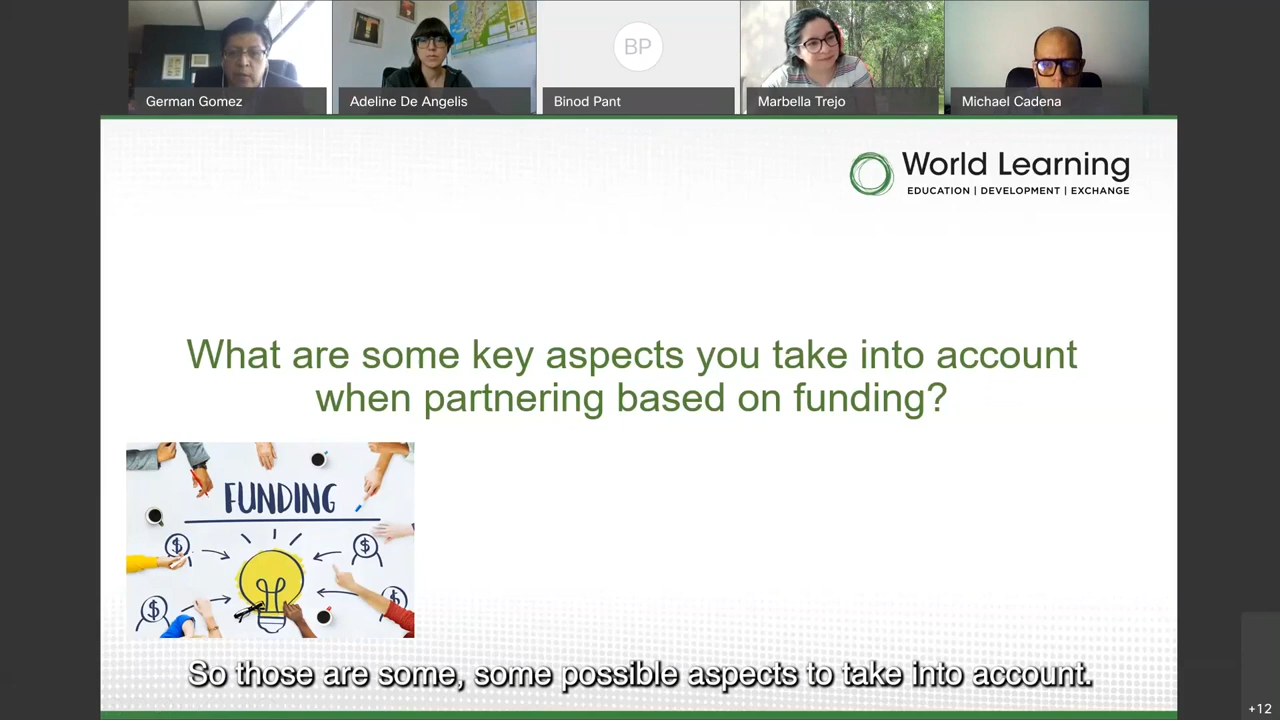 BP
German Gomez
Adeline De Angelis
Binod Pant
Marbella Trejo
Michael Cadena
World Learning
EDUCATION | DEVELOPMENT | EXCHANGE
What are some key aspects you take into account
when partnering based on funding?
FUNDING
$
$
$
$
So those are some, some possible aspects to take into account.
+12